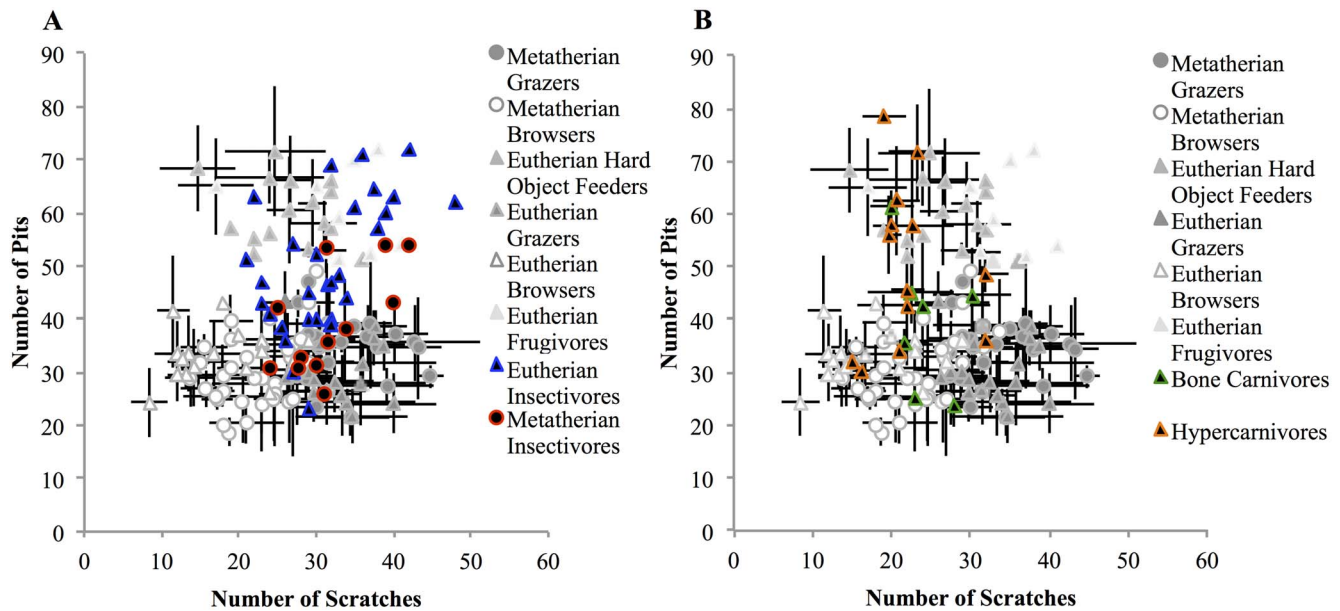 A
Number of Pits
90
80
70
60
50
40
30
20
10
0
0 10 20 30 40 50 60
Number of Scratches
Metatherian
Grazers
Metatherian
Browsers
Eutherian Hard
Object Feeders
Eutherian
Grazers
Eutherian
Browsers
Eutherian
Frugivores
Eutherian
Insectivores
Metatherian
Insectivores
B
Number of Pits
90
80
70
60
50
40
30
20
10
0
0 10 20 30 40 50 60
Number of Scratches
Metatherian
Grazers
Metatherian
Browsers
Eutherian Hard
Object Feeders
Eutherian
Grazers
Eutherian
Browsers
Eutherian
Frugivores
Bone Carnivores
Hypercarnivores